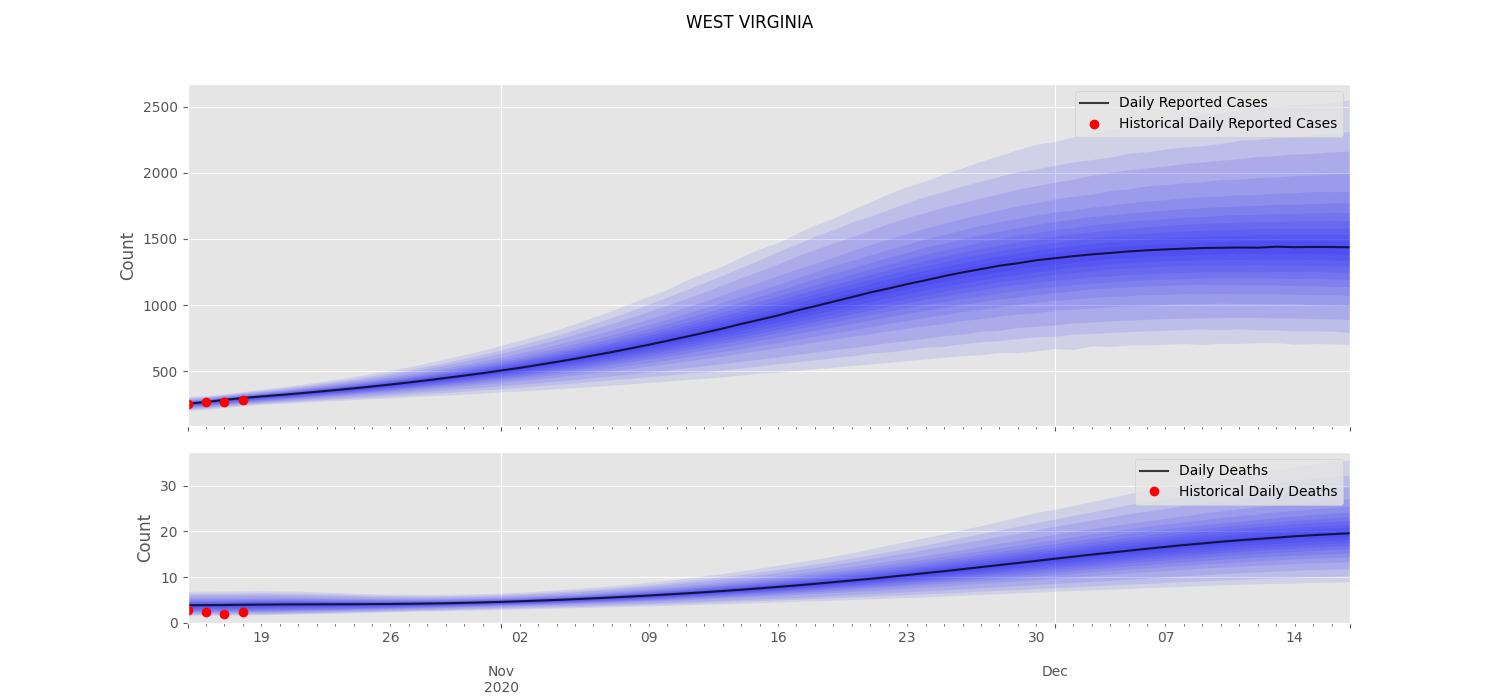 WEST VIRGINIA
Daily Reported Cases
Historical Daily Reported Cases
2500
2000
1500
1000
500
Count
Daily Deaths
Historical Daily Deaths
30
20
10
0
Count
19 26 02 09 16 23 30 07 14
Nov Dec
2020